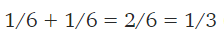 1/6 + 1/6 = 2/6 = 1/3